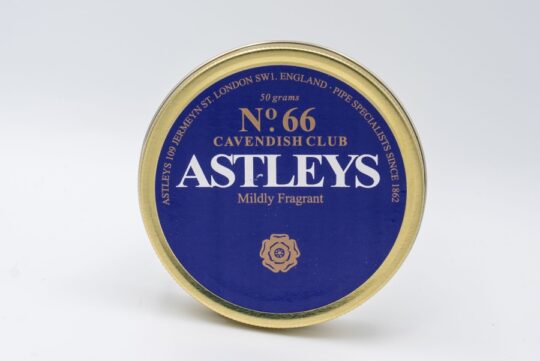 ASTLEYS 109 JERMEYN ST. LONDON SW1. ENGLAND · PIPE SPECIALISTS SINCE 1862
50 grams
No. 66
CAVENDISH CLUB
ASTLEYS
Mildly Fragrant